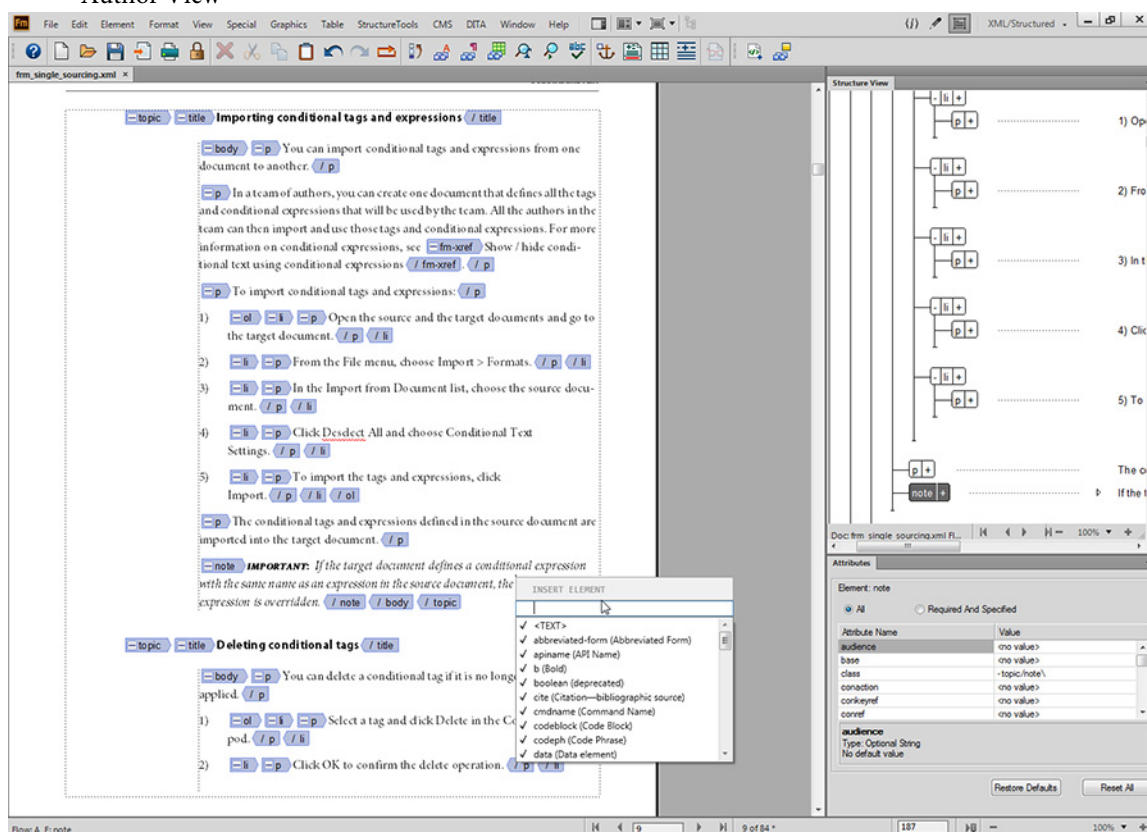 Author View
Fm File Edit Element Format View Special Graphics Table StructureTools CMS DITA Window Help
XML/Structured
frm_single_sourcing.xml ×
topic title Importing conditional tags and expressions / title
body p You can import conditional tags and expressions from one
document to another. / p
p In a team of authors, you can create one document that defines all the tags
and conditional expressions that will be used by the team. All the authors in the
team can then import and use those tags and conditional expressions. For more
information on conditional expressions, see fm-xref Show / hide condi-
tional text using conditional expressions / fm-xref . / p
p To import conditional tags and expressions: / p
1) ol li p Open the source and the target documents and go to
the target document. / p / li
2) li p From the File menu, choose Import > Formats. / p / li
3) li p In the Import from Document list, choose the source docu-
ment. / p / li
4) li p Click Deselect All and choose Conditional Text
Settings. / p / li
5) li p To import the tags and expressions, click
Import. / p / li / ol
p The conditional tags and expressions defined in the source document are
imported into the target document. / p
note IMPORTANT: If the target document defines a conditional expression
with the same name as an expression in the source document, the
expression is overridden. / note / body / topic
topic title Deleting conditional tags / title
body p You can delete a conditional tag if it is no longe
applied. / p
1) ol li p Select a tag and click Delete in the Co
pod. / p / li
2) li p Click OK to confirm the delete operation. / p / li
INSERT ELEMENT
✓ <TEXT>
✓ abbreviated-form (Abbreviated Form)
✓ apiname (API Name)
✓ b (Bold)
✓ boolean (deprecated)
✓ cite (Citation—bibliographic source)
✓ cmdname (Command Name)
✓ codeblock (Code Block)
✓ codeph (Code Phrase)
✓ data (Data element)
Structure View
- li +
p + 1) Op
- li +
p + 2) Fro
- li +
p + 3) In t
- li +
p + 4) Clic
- li +
p + 5) To
p + The c
note + If the t
Doc: frm_single_sourcing.xml Fl... 100%
Attributes
Element: note
All Required And Specified
Attribute Name Value
audience <no value>
base <no value>
class - topic/note\
conaction <no value>
conkeyref <no value>
conref <no value>
audience
Type: Optional String
No default value
Restore Defaults Reset All
Flow: A E: note 9 9 of 84 * 187 100%